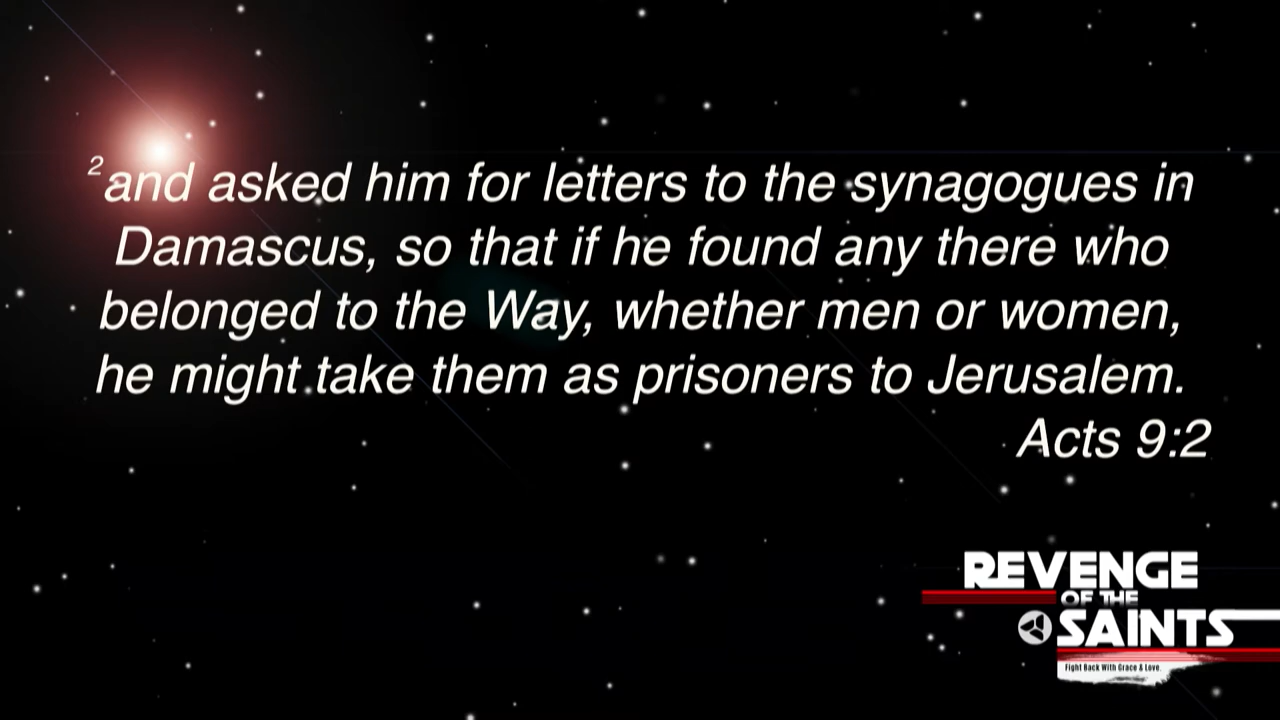 2 and asked him for letters to the synagogues in
Damascus, so that if he found any there who
belonged to the Way, whether men or women,
he might take them as prisoners to Jerusalem.
Acts 9:2
REVENGE
OF THE
SAINTS
Fight Back With Grace & Love.